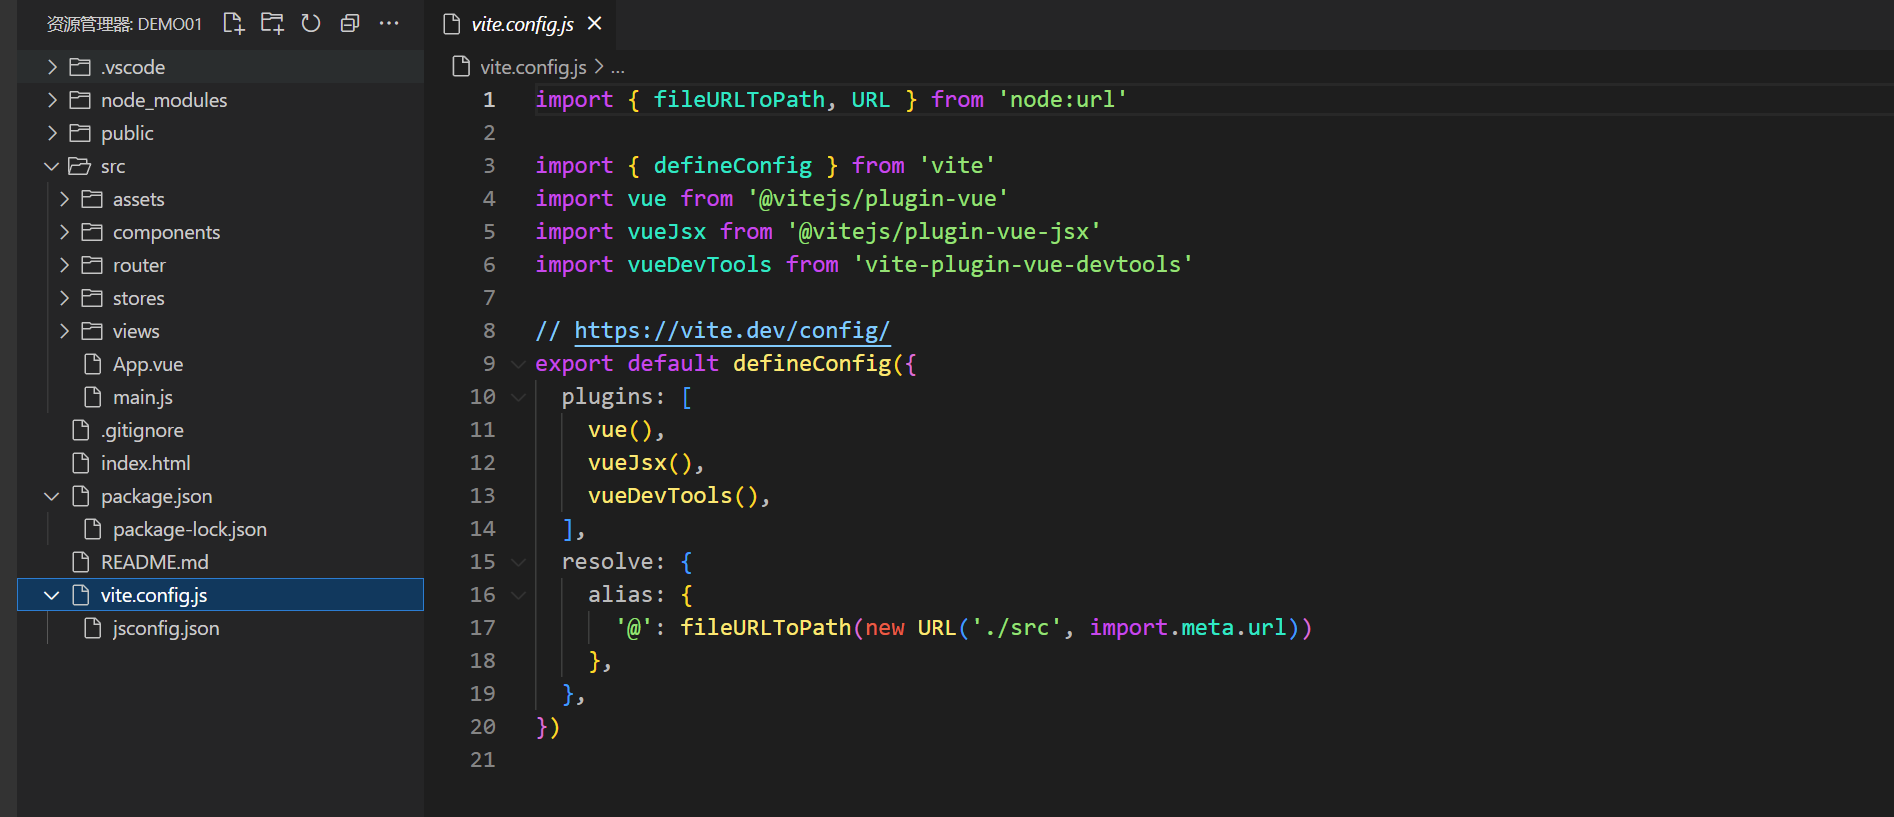 资源管理器: DEMO01
.vscode
node_modules
public
src
assets
components
router
stores
views
App.vue
main.js
.gitignore
index.html
package.json
package-lock.json
README.md
vite.config.js
jsconfig.json
vite.config.js
vite.config.js > ...
1 import { fileURLToPath, URL } from 'node:url'
2
3 import { defineConfig } from 'vite'
4 import vue from '@vitejs/plugin-vue'
5 import vueJsx from '@vitejs/plugin-vue-jsx'
6 import vueDevTools from 'vite-plugin-vue-devtools'
7
8 // https://vite.dev/config/
9 export default defineConfig({
10   plugins: [
11     vue(),
12     vueJsx(),
13     vueDevTools(),
14   ],
15   resolve: {
16     alias: {
17       '@': fileURLToPath(new URL('./src', import.meta.url))
18     },
19   },
20 })
21